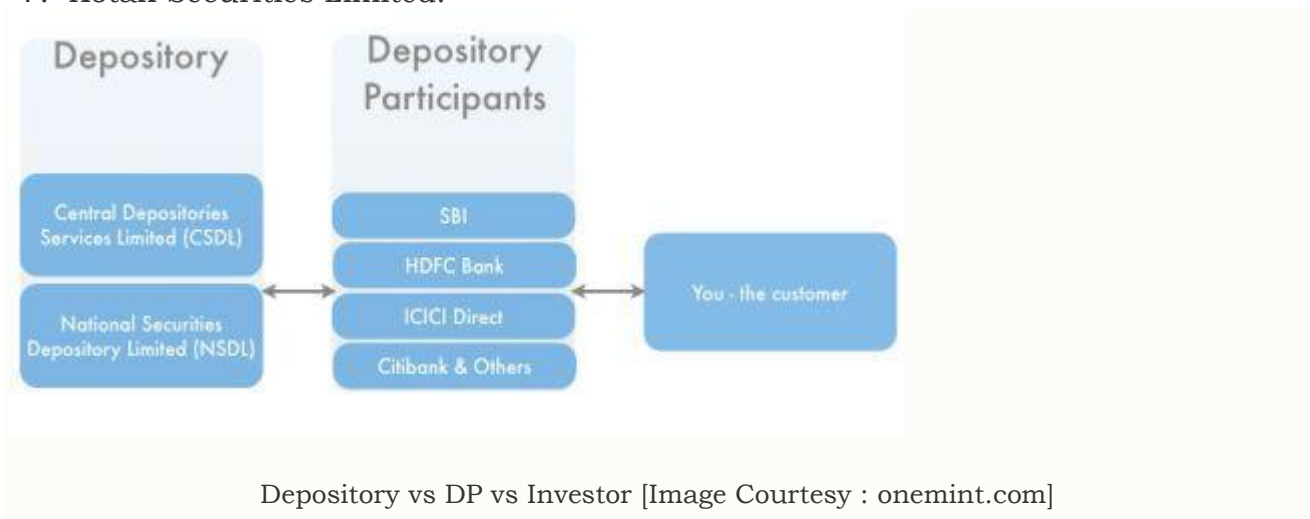 Depository
Central Depositories
Services Limited (CSDL)
National Securities
Depository Limited (NSDL)
Depository
Participants
SBI
HDFC Bank
ICICI Direct
Citibank & Others
You - the customer
Depository vs DP vs Investor [Image Courtesy : onemint.com]